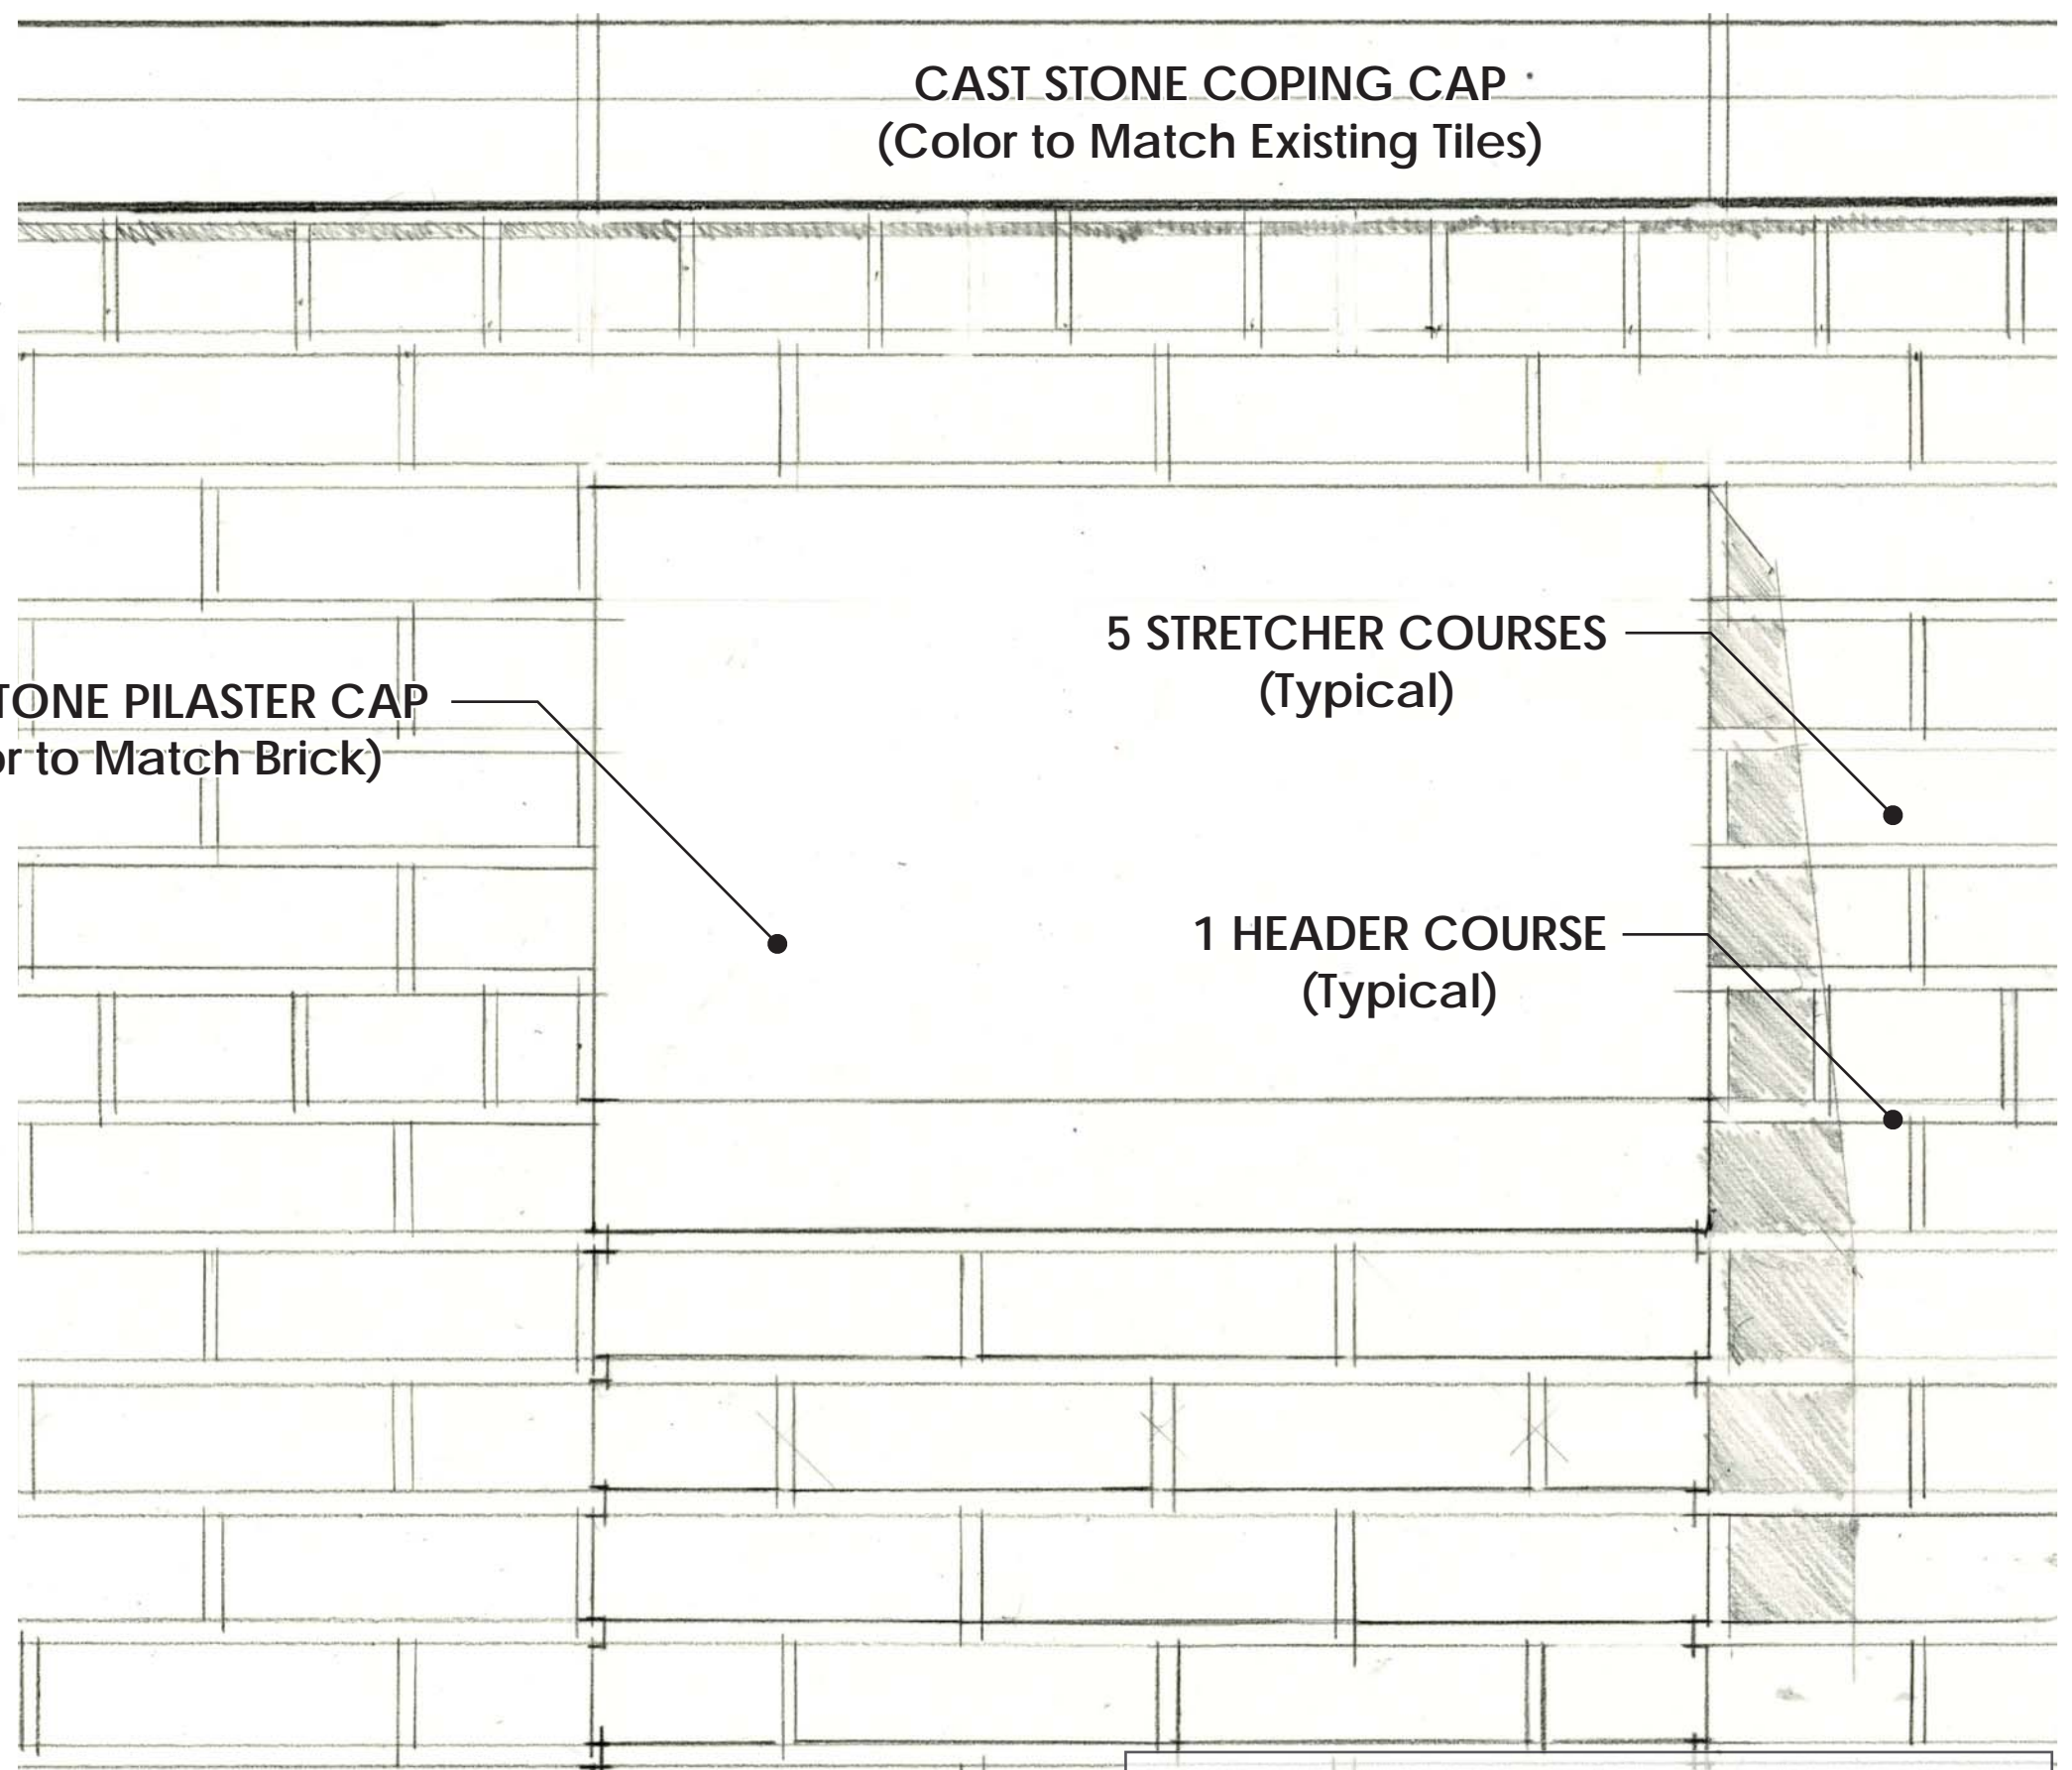 CAST STONE COPING CAP
(Color to Match Existing Tiles)
5 STRETCHER COURSES
(Typical)
TONE PILASTER CAP
or to Match Brick)
1 HEADER COURSE
(Typical)